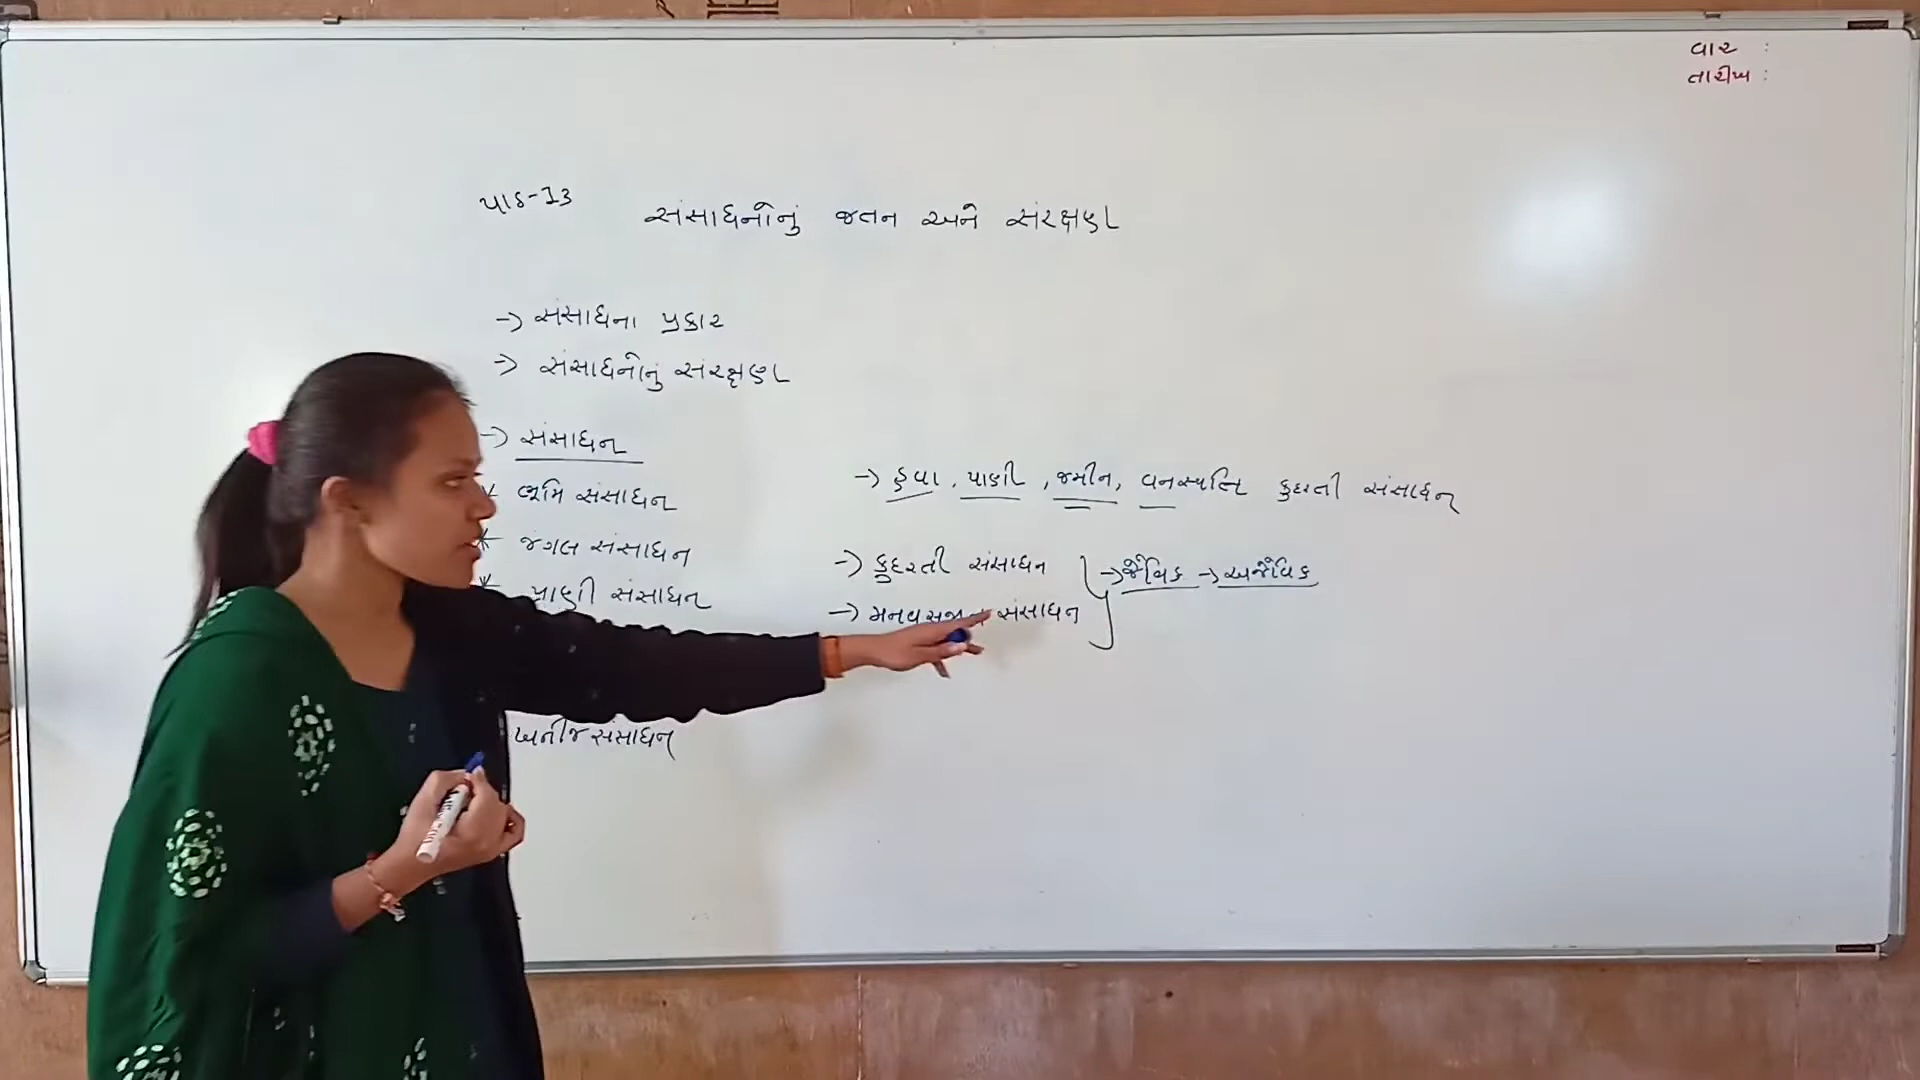 વાર :
તારીખ :
પાઠ-13 સંસાધનોનું જતન અને સંરક્ષણ
-> સંસાધના પ્રકાર
-> સંસાધનોનું સંરક્ષણ
-> સંસાધન
ભૂમિ સંસાધન
* જંગલ સંસાધન
* પાણી સંસાધન
ખનીજ સંસાધન
-> હવા, પાણી, જમીન, વનસ્પતિ કુદરતી સંસાધન
-> કુદરતી સંસાધન
-> સંસાધન
-> જૈવિક -> અજૈવિક